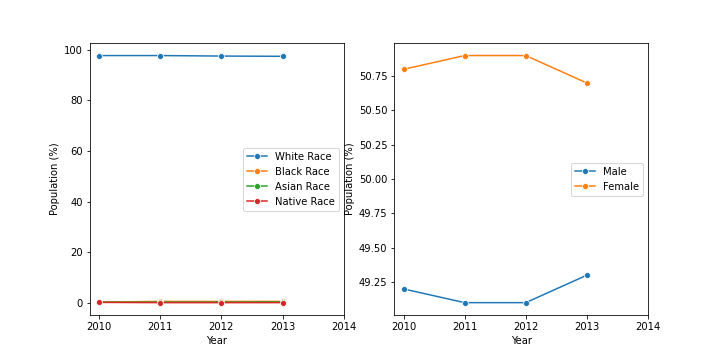 100
80
60
40
20
0
Population (%)
2010 2011 2012 2013 2014
Year
White Race
Black Race
Asian Race
Native Race
50.75
50.50
50.25
50.00
49.75
49.50
49.25
Population (%)
2010 2011 2012 2013 2014
Year
Male
Female